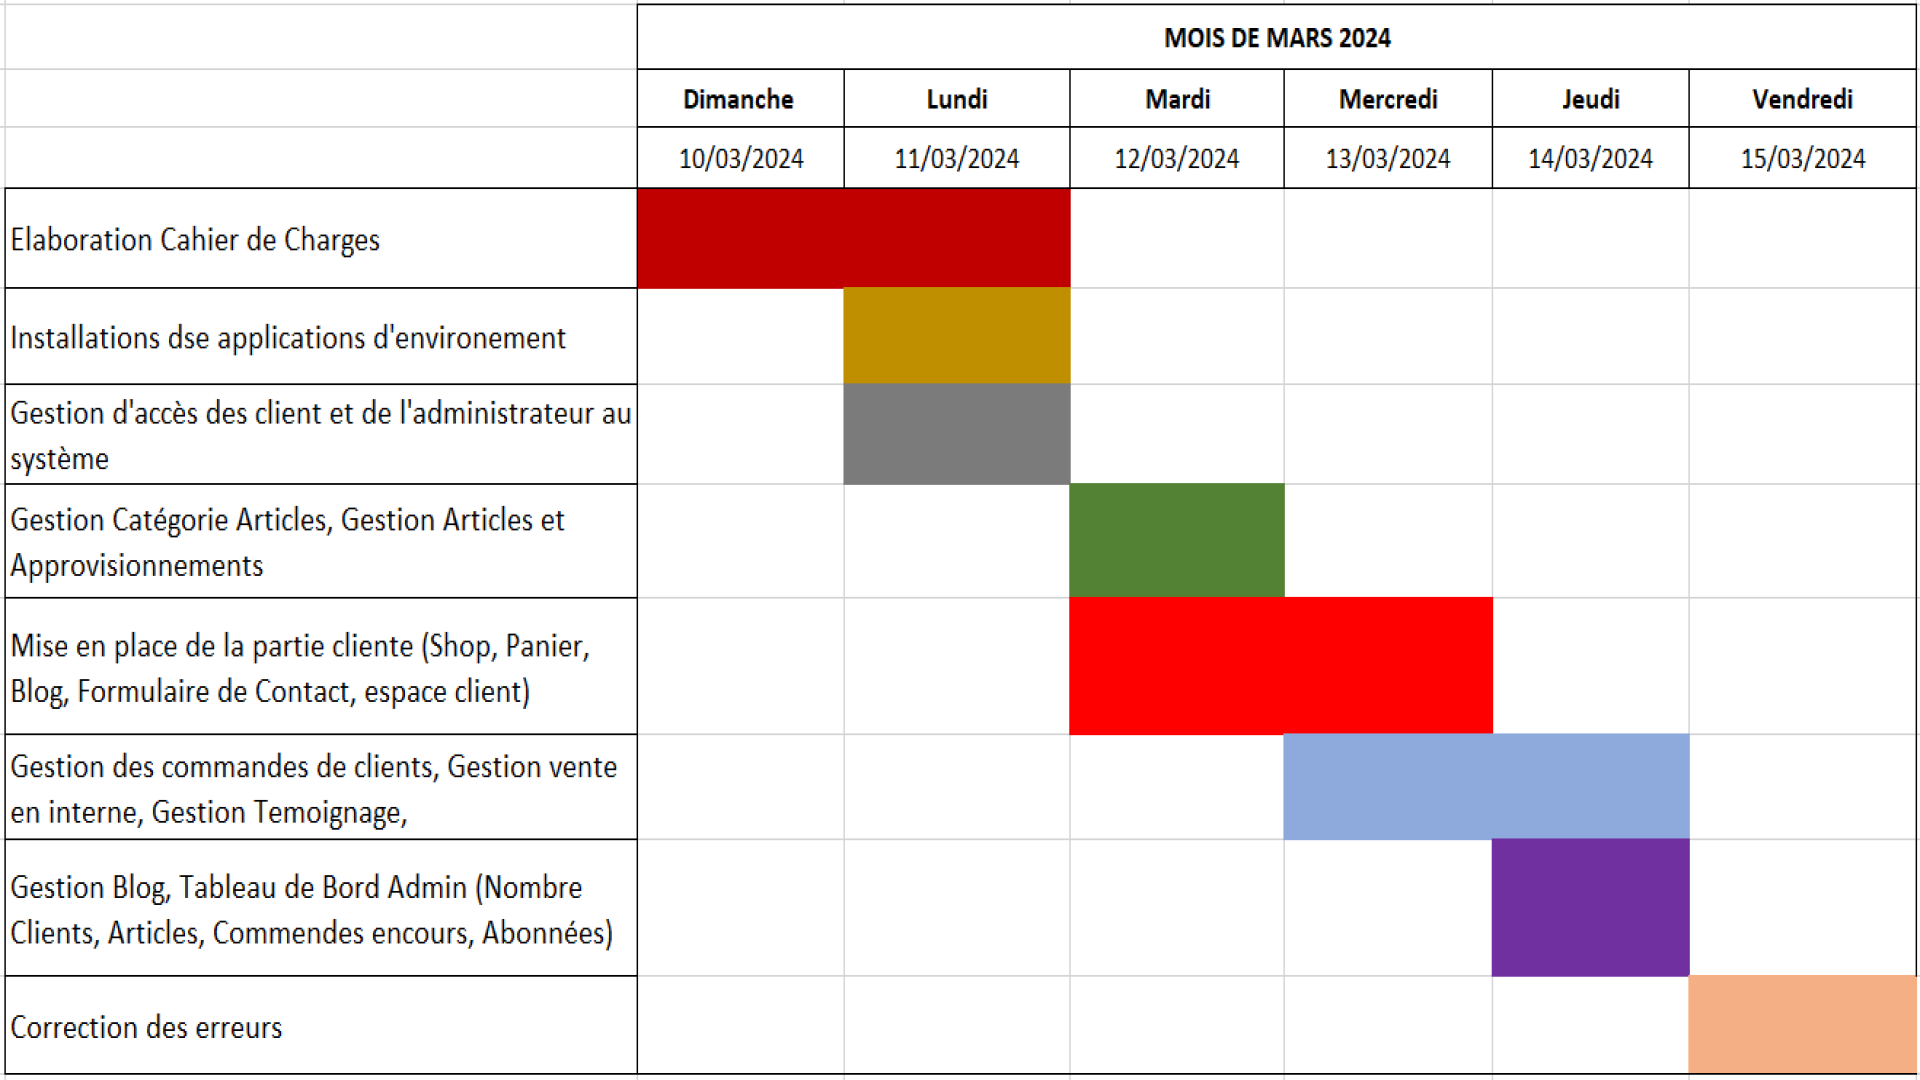 MOIS DE MARS 2024
Dimanche Lundi Mardi Mercredi Jeudi Vendredi
10/03/2024 11/03/2024 12/03/2024 13/03/2024 14/03/2024 15/03/2024
Elaboration Cahier de Charges
Installations dse applications d'environement
Gestion d'accès des client et de l'administrateur au
système
Gestion Catégorie Articles, Gestion Articles et
Approvisionnements
Mise en place de la partie cliente (Shop, Panier,
Blog, Formulaire de Contact, espace client)
Gestion des commandes de clients, Gestion vente
en interne, Gestion Temoignage,
Gestion Blog, Tableau de Bord Admin (Nombre
Clients, Articles, Commendes encours, Abonnées)
Correction des erreurs